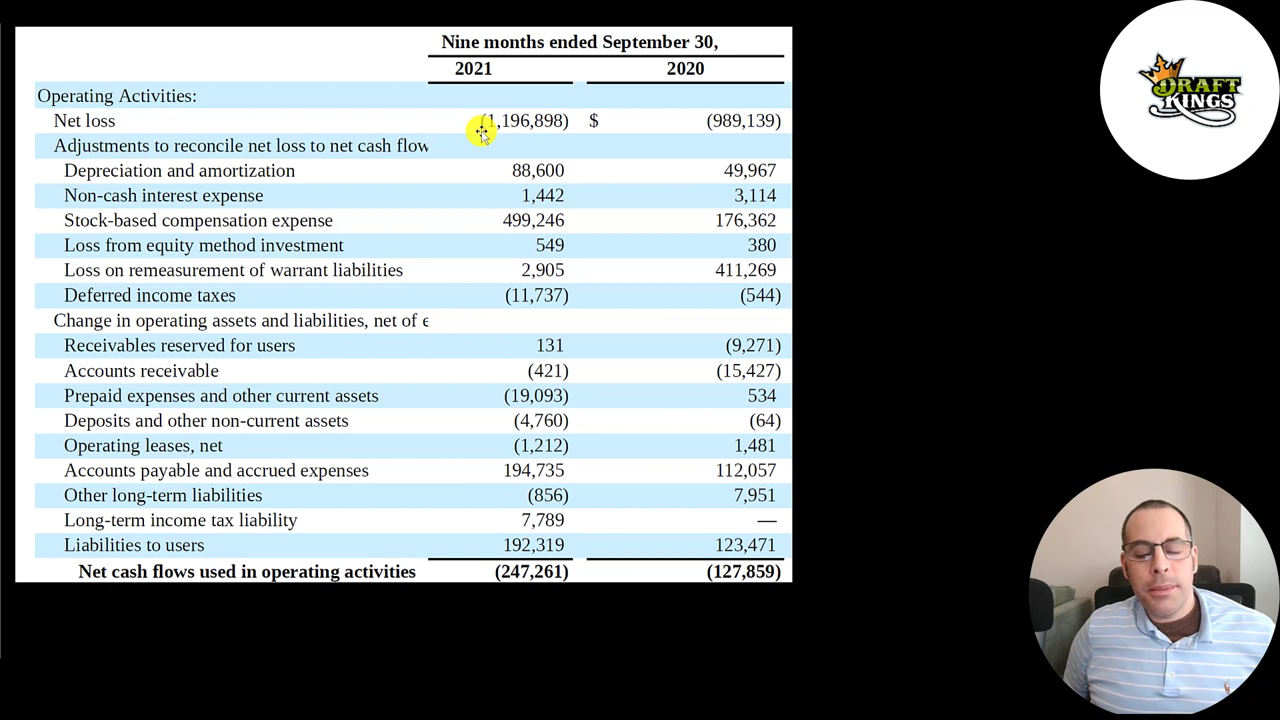 Nine months ended September 30,
2021 2020
Operating Activities:
Net loss (1,196,898) $ (989,139)
Adjustments to reconcile net loss to net cash flow
Depreciation and amortization 88,600 49,967
Non-cash interest expense 1,442 3,114
Stock-based compensation expense 499,246 176,362
Loss from equity method investment 549 380
Loss on remeasurement of warrant liabilities 2,905 411,269
Deferred income taxes (11,737) (544)
Change in operating assets and liabilities, net of e
Receivables reserved for users 131 (9,271)
Accounts receivable (421) (15,427)
Prepaid expenses and other current assets (19,093) 534
Deposits and other non-current assets (4,760) (64)
Operating leases, net (1,212) 1,481
Accounts payable and accrued expenses 194,735 112,057
Other long-term liabilities (856) 7,951
Long-term income tax liability 7,789 —
Liabilities to users 192,319 123,471
Net cash flows used in operating activities (247,261) (127,859)
DRAFT
KINGS